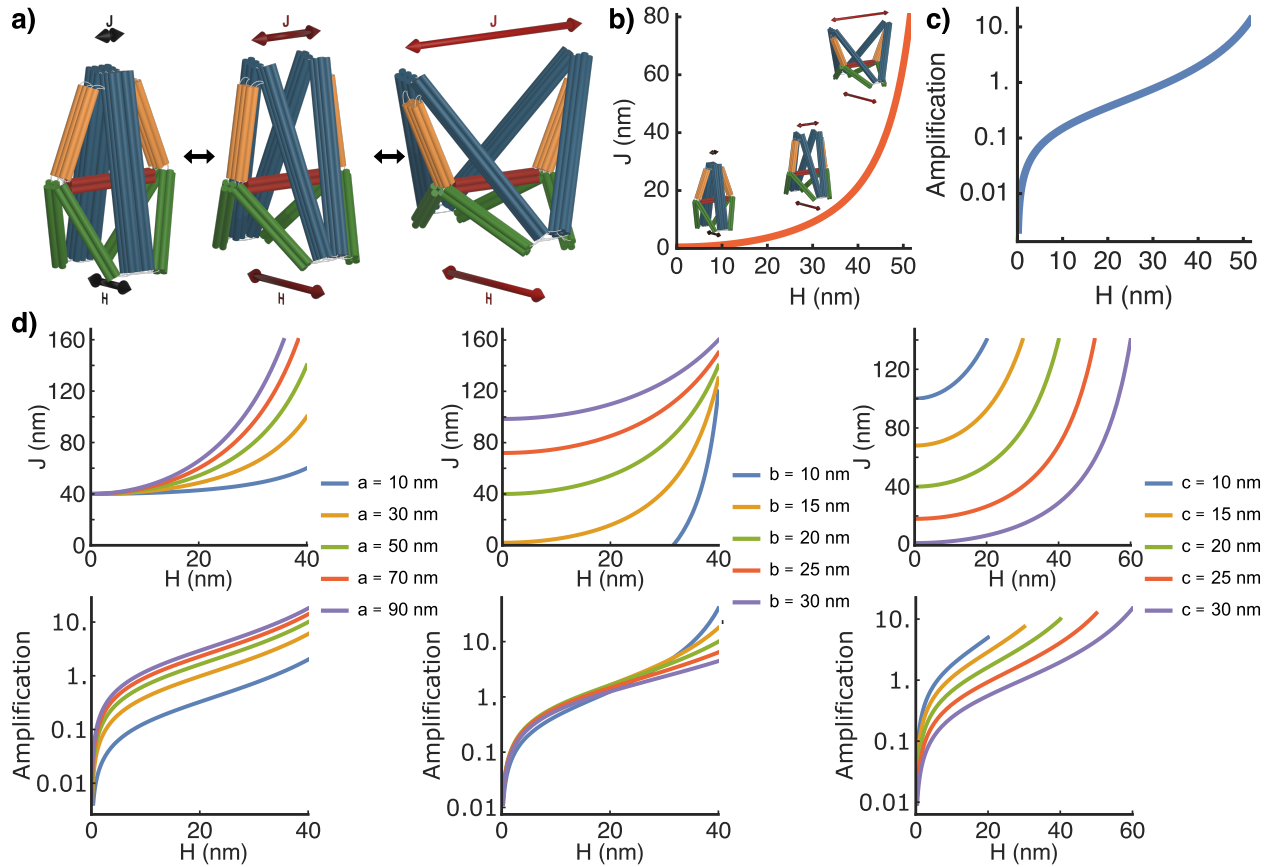 a)
J
J
J
H
H
H
b)
80
60
40
20
0
J (nm)
0 10 20 30 40 50
H (nm)
c)
10.
1.
0.1
0.01
Amplification
0 10 20 30 40 50
H (nm)
d)
160
120
80
40
0
J (nm)
0 20 40
H (nm)
a = 10 nm
a = 30 nm
a = 50 nm
a = 70 nm
a = 90 nm
160
120
80
40
0
J (nm)
0 20 40
H (nm)
b = 10 nm
b = 15 nm
b = 20 nm
b = 25 nm
b = 30 nm
120
80
40
0
J (nm)
0 20 40 60
H (nm)
c = 10 nm
c = 15 nm
c = 20 nm
c = 25 nm
c = 30 nm
10.
1.
0.1
0.01
Amplification
0 20 40
H (nm)
10.
1.
0.1
0.01
Amplification
0 20 40
H (nm)
10.
1.
0.1
0.01
Amplification
0 20 40 60
H (nm)